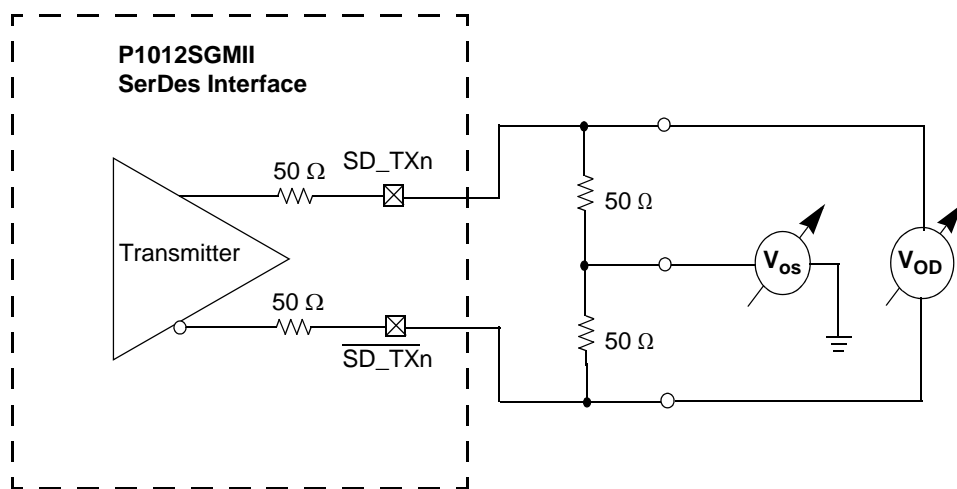 P1012SGMII
SerDes Interface
50 Ω
SD_TXn
50 Ω
Transmitter
Vos
VOD
50 Ω
50 Ω
SD_TXn